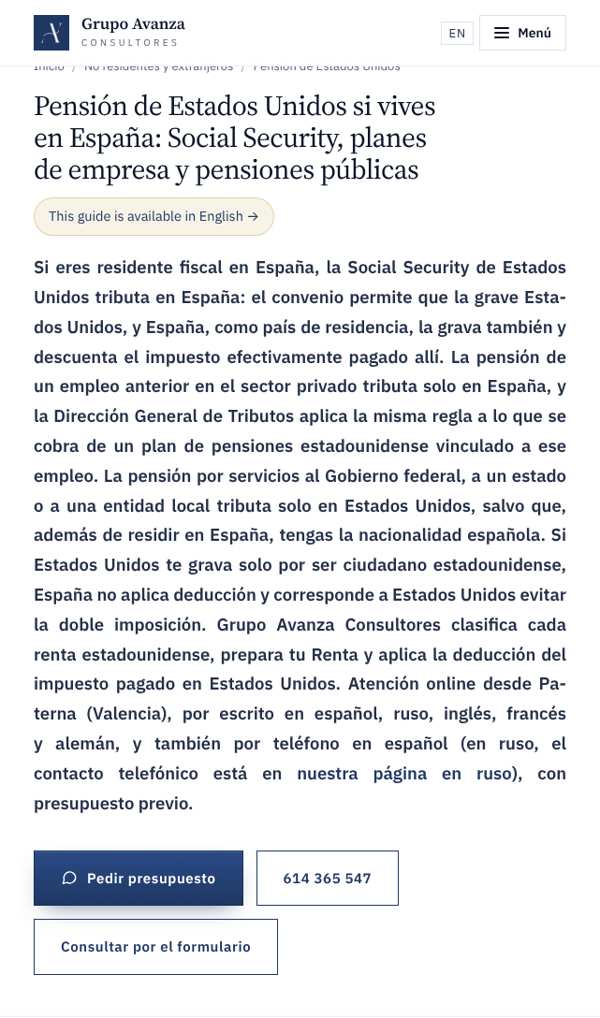 Grupo Avanza
CONSULTORES
EN
Menú
Inicio / No residentes y extranjeros / Pensión de Estados Unidos
Pensión de Estados Unidos si vives
en España: Social Security, planes
de empresa y pensiones públicas
This guide is available in English →
Si eres residente fiscal en España, la Social Security de Estados
Unidos tributa en España: el convenio permite que la grave Esta-
dos Unidos, y España, como país de residencia, la grava también y
descuenta el impuesto efectivamente pagado allí. La pensión de
un empleo anterior en el sector privado tributa solo en España, y
la Dirección General de Tributos aplica la misma regla a lo que se
cobra de un plan de pensiones estadounidense vinculado a ese
empleo. La pensión por servicios al Gobierno federal, a un estado
o a una entidad local tributa solo en Estados Unidos, salvo que,
además de residir en España, tengas la nacionalidad española. Si
Estados Unidos te grava solo por ser ciudadano estadounidense,
España no aplica deducción y corresponde a Estados Unidos evitar
la doble imposición. Grupo Avanza Consultores clasifica cada
renta estadounidense, prepara tu Renta y aplica la deducción del
impuesto pagado en Estados Unidos. Atención online desde Pa-
terna (Valencia), por escrito en español, ruso, inglés, francés
y alemán, y también por teléfono en español (en ruso, el
contacto telefónico está en nuestra página en ruso), con
presupuesto previo.
Pedir presupuesto
614 365 547
Consultar por el formulario